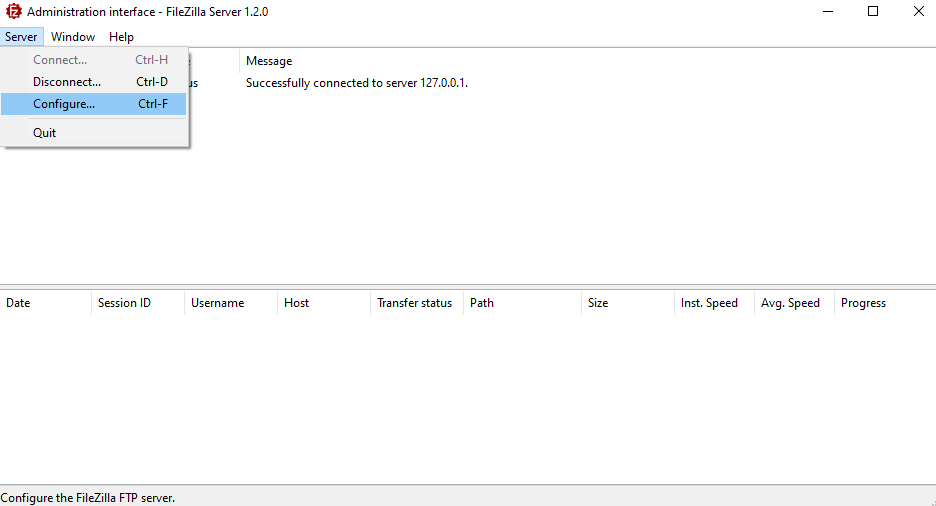 Administration interface - FileZilla Server 1.2.0
Server Window Help
Connect... Ctrl-H
Message
Disconnect... Ctrl-D
us Successfully connected to server 127.0.0.1.
Configure... Ctrl-F
Quit
Date Session ID Username Host Transfer status Path Size Inst. Speed Avg. Speed Progress
Configure the FileZilla FTP server.